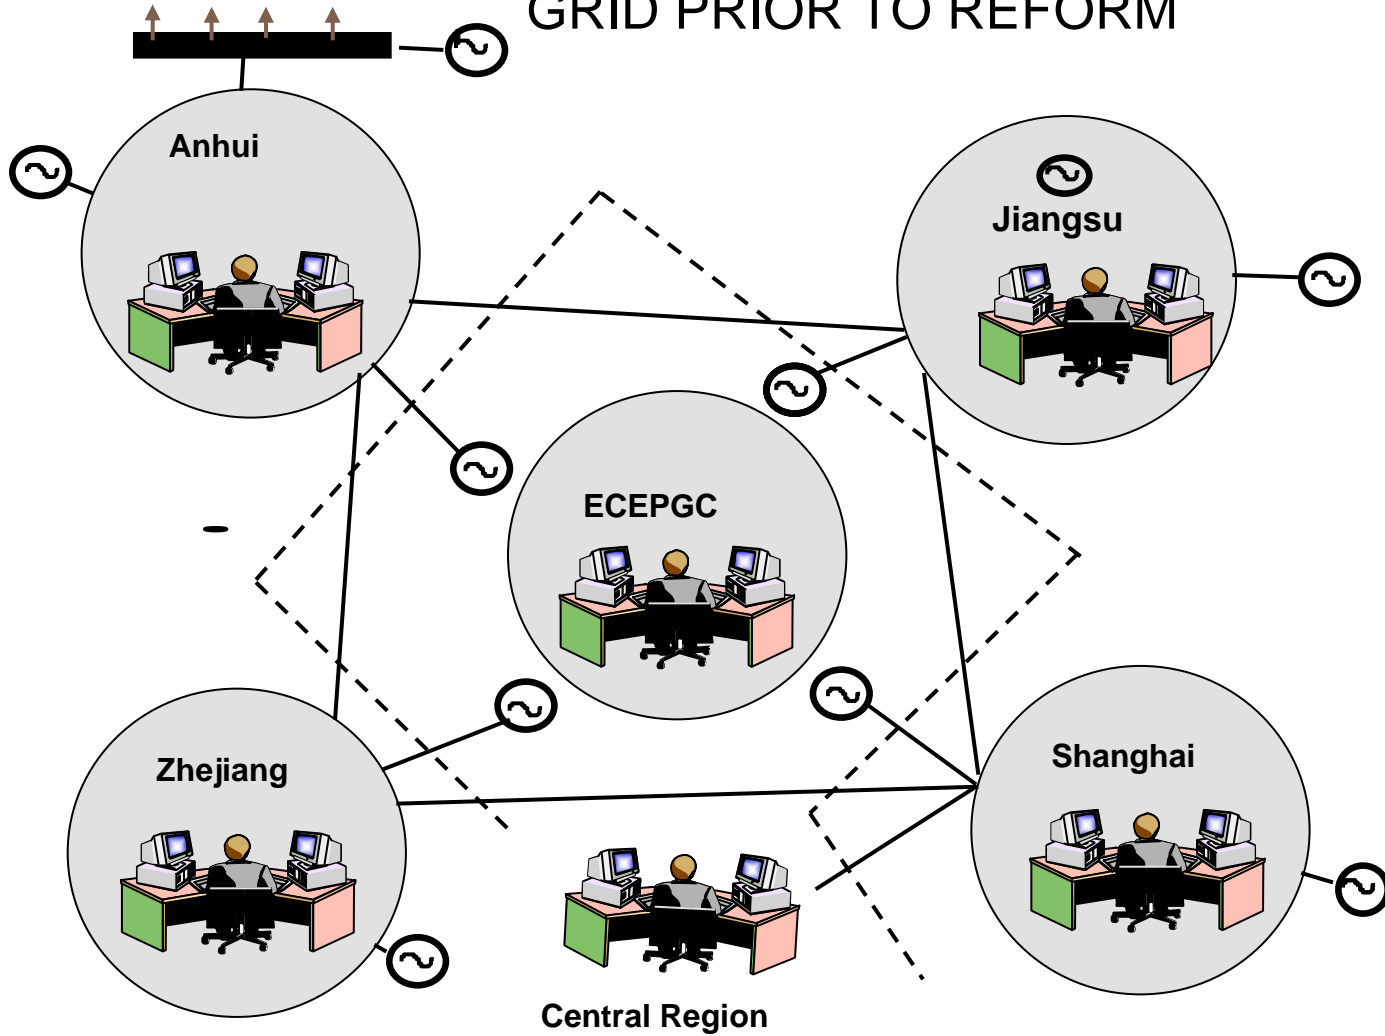 GRID PRIOR TO REFORM
Anhui
Jiangsu
ECEPGC
Zhejiang
Shanghai
Central Region